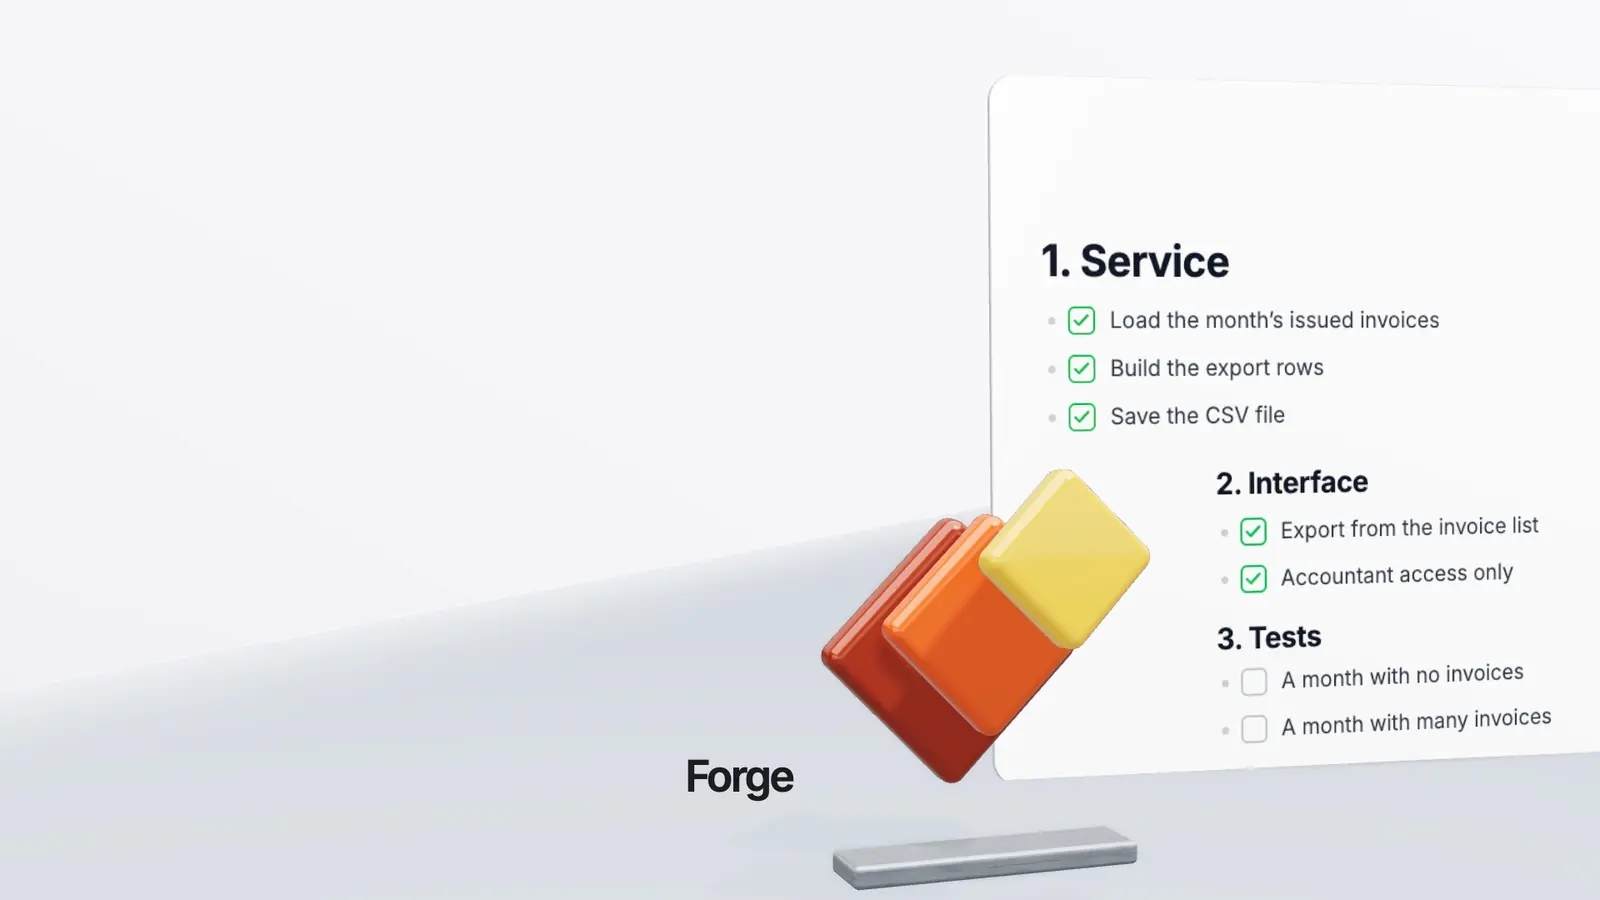 1. Service
Load the month’s issued invoices
Build the export rows
Save the CSV file
2. Interface
Export from the invoice list
Accountant access only
3. Tests
A month with no invoices
A month with many invoices
Forge